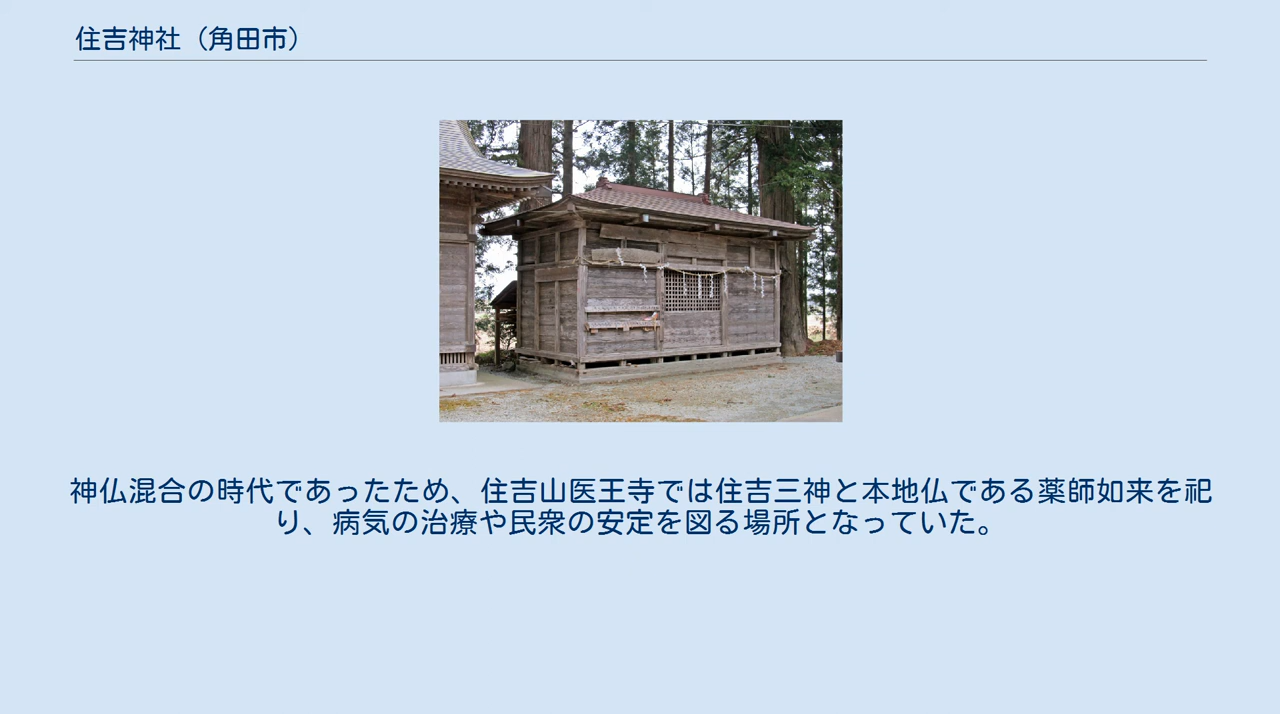 住吉神社（角田市）
神仏混合の時代であったため、住吉山医王寺では住吉三神と本地仏である薬師如来を祀
り、病気の治療や民衆の安定を図る場所となっていた。